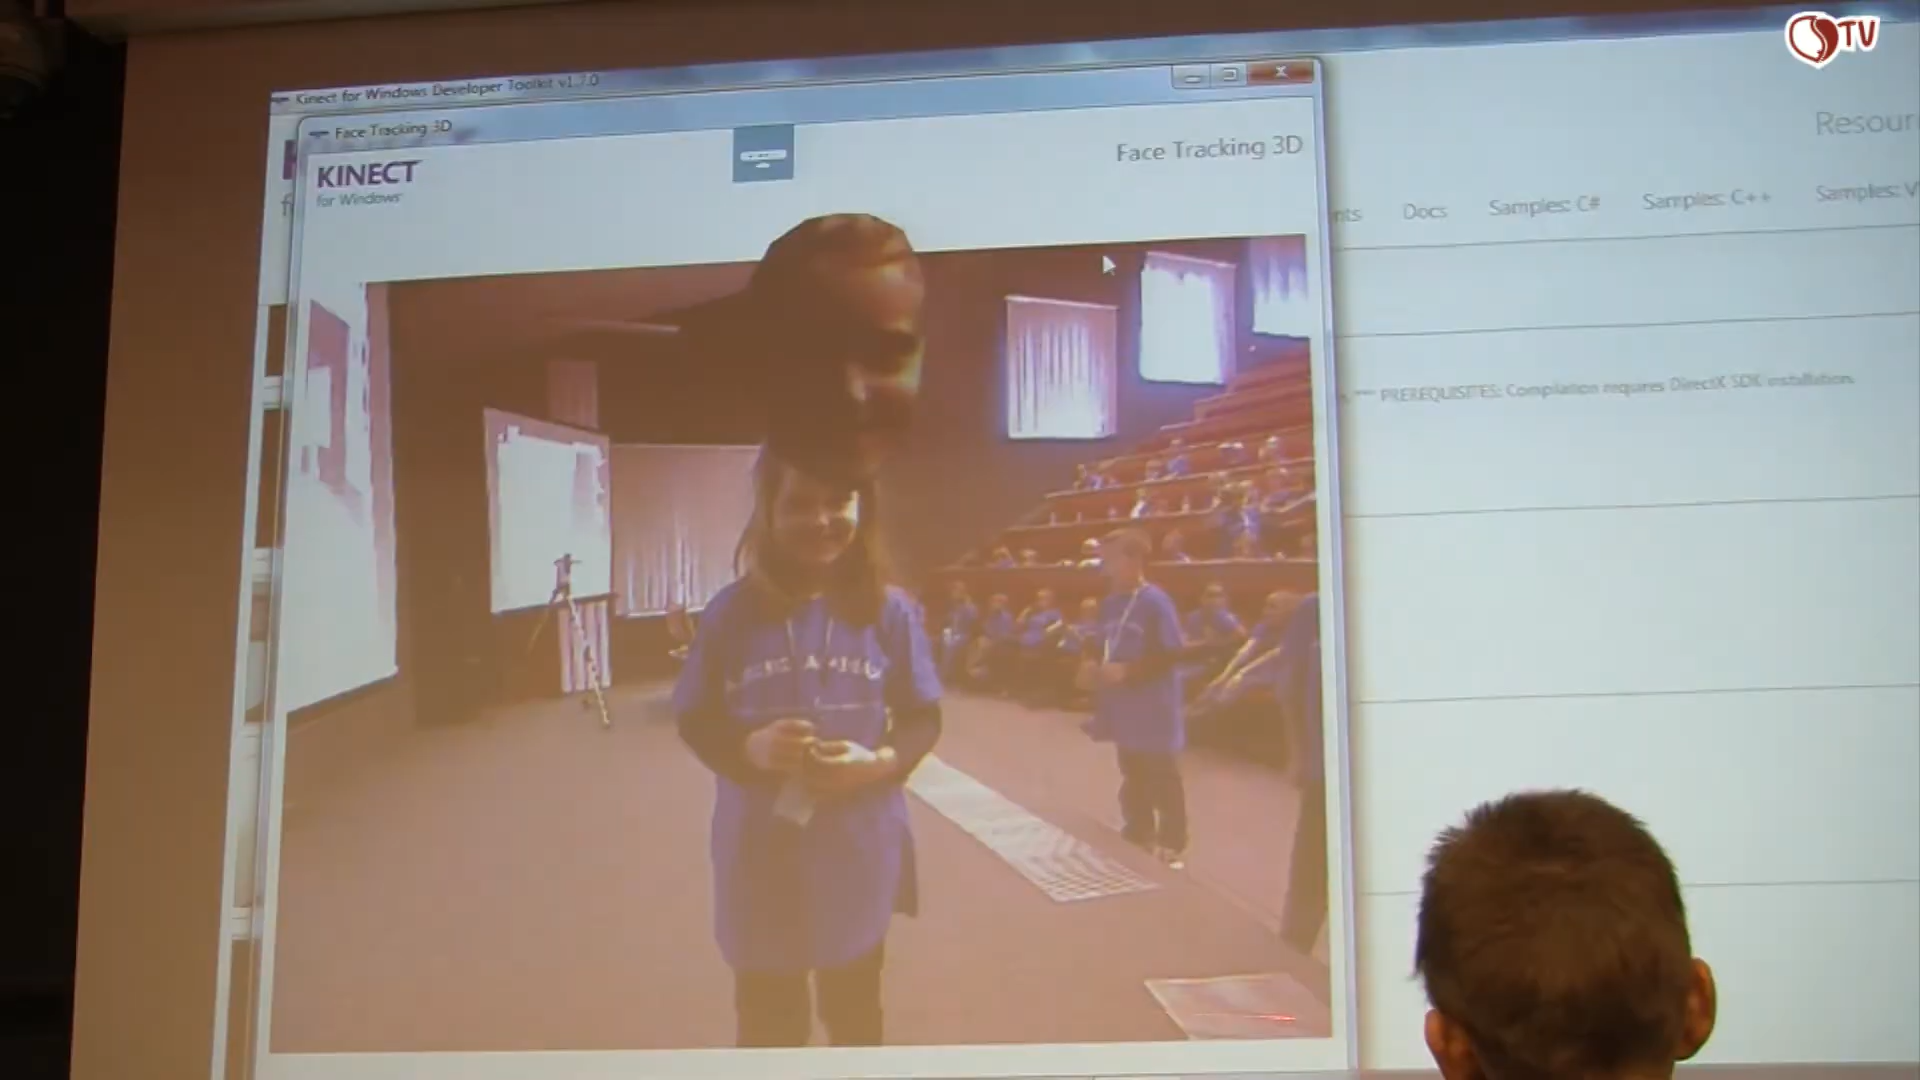 TV
Kinect for Windows Developer Toolkit v1.7.0
Face Tracking 3D
KINECT
for Windows
Face Tracking 3D
Docs
Samples: C#
Samples: C++
Samples:
PREREQUISITES: Compilation requires DirectX SDK installation.